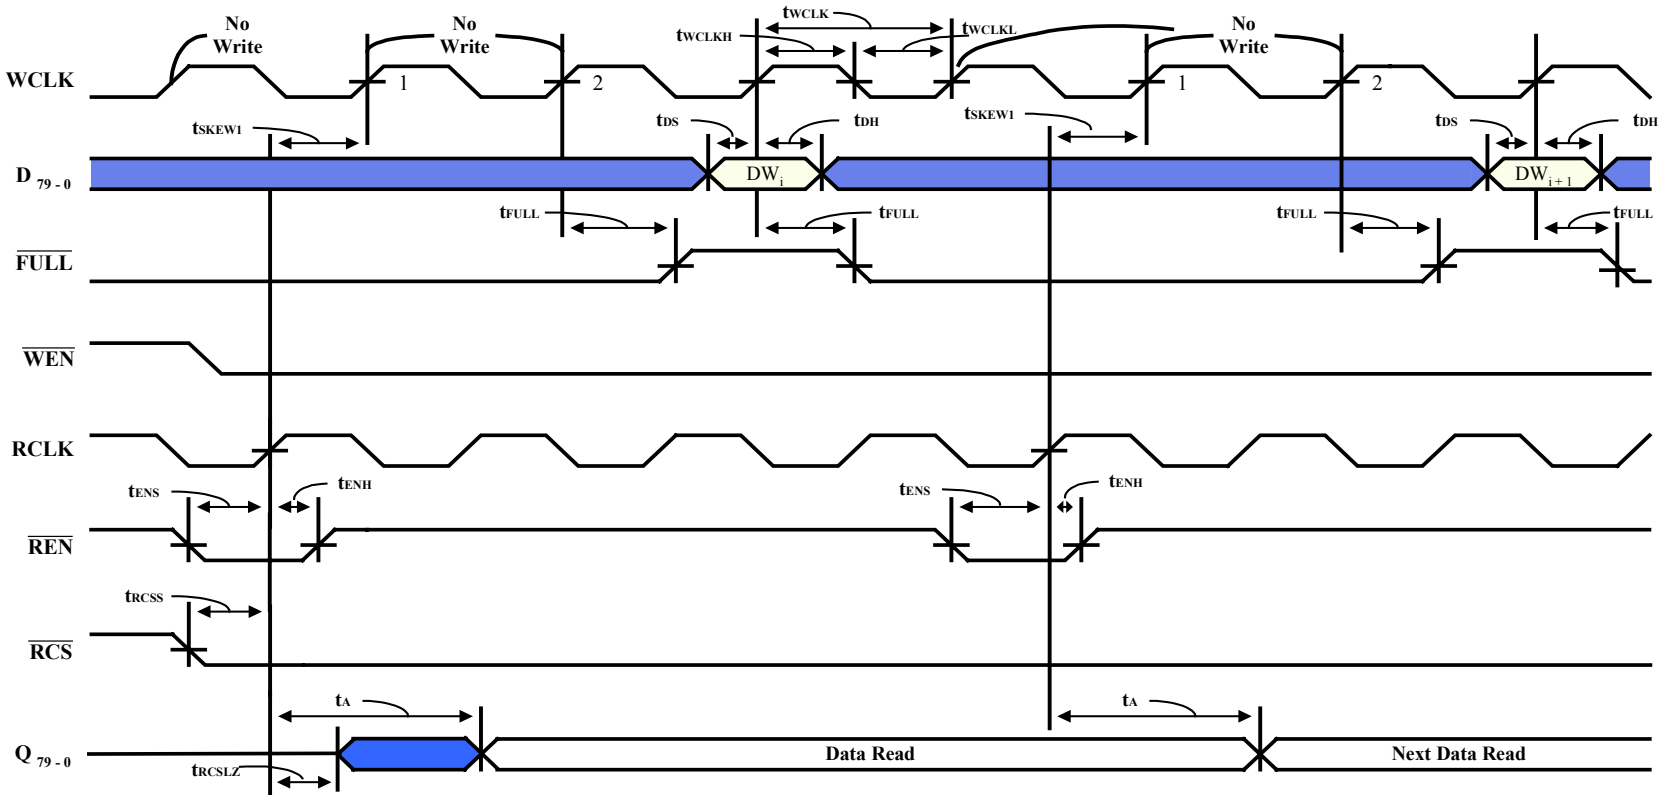 No Write
No Write
tWCLK
tWCLKH
tWCLKL
No Write
WCLK
1
2
1
2
tSKEW1
tDS
tDH
tSKEW1
tDS
tDH
D 79 - 0
DWi
DWi + 1
tFULL
tFULL
tFULL
tFULL
FULL
WEN
RCLK
tENS
tENH
tENS
tENH
REN
tRCSS
RCS
tA
tA
Q 79 - 0
Data Read
Next Data Read
tRCSLZ